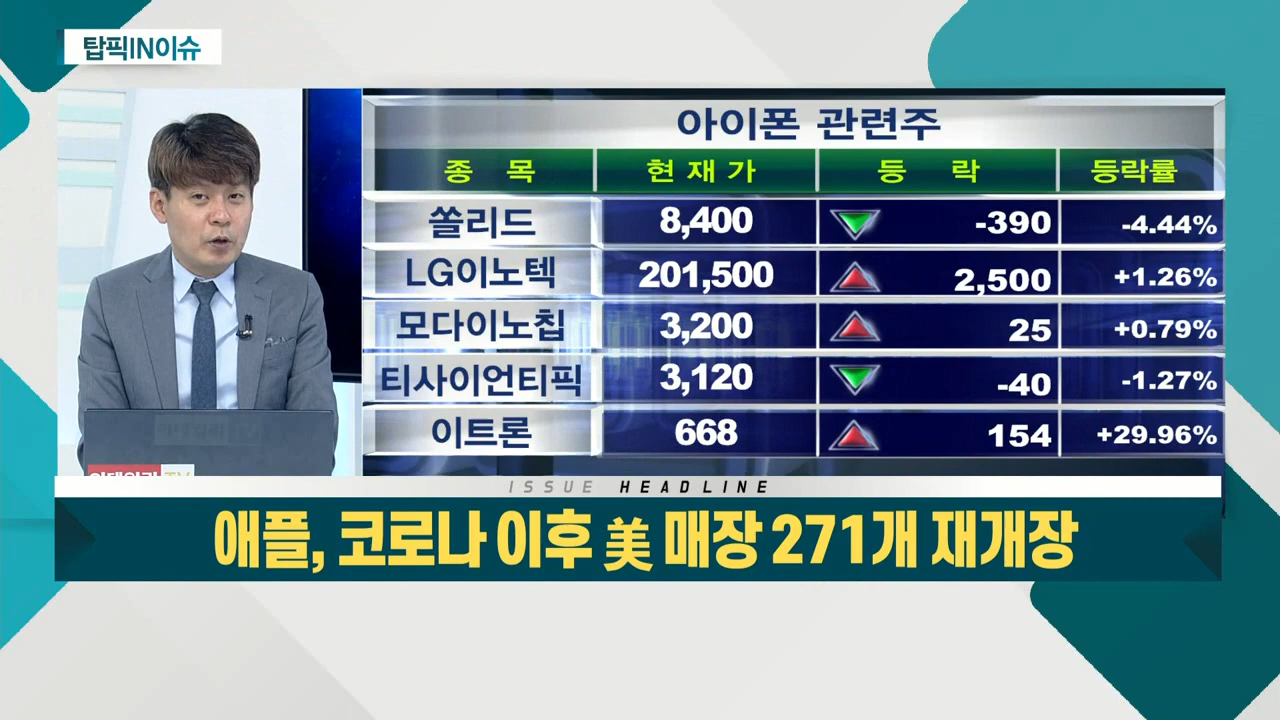 탑픽IN이슈
아이폰 관련주
종 목 현재가 등 락 등락률
쏠리드 8,400 -390 -4.44%
LG이노텍 201,500 2,500 +1.26%
모다이노칩 3,200 25 +0.79%
티사이언티픽 3,120 -40 -1.27%
이트론 668 154 +29.96%
ISSUE HEADLINE
애플, 코로나 이후 美 매장 271개 재개장